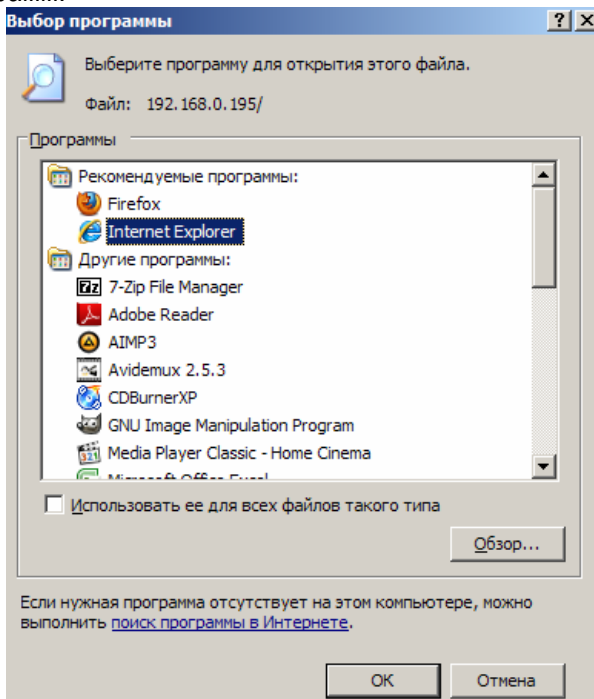 Выбор программы
Выберите программу для открытия этого файла.
Файл: 192.168.0.195/
Программы
Рекомендуемые программы:
Firefox
Internet Explorer
Другие программы:
7-Zip File Manager
Adobe Reader
AIMP3
Avidemux 2.5.3
CDBurnerXP
GNU Image Manipulation Program
Media Player Classic - Home Cinema
Microsoft Office Excel
Использовать ее для всех файлов такого типа
Обзор...
Если нужная программа отсутствует на этом компьютере, можно
выполнить поиск программы в Интернете.
OK
Отмена